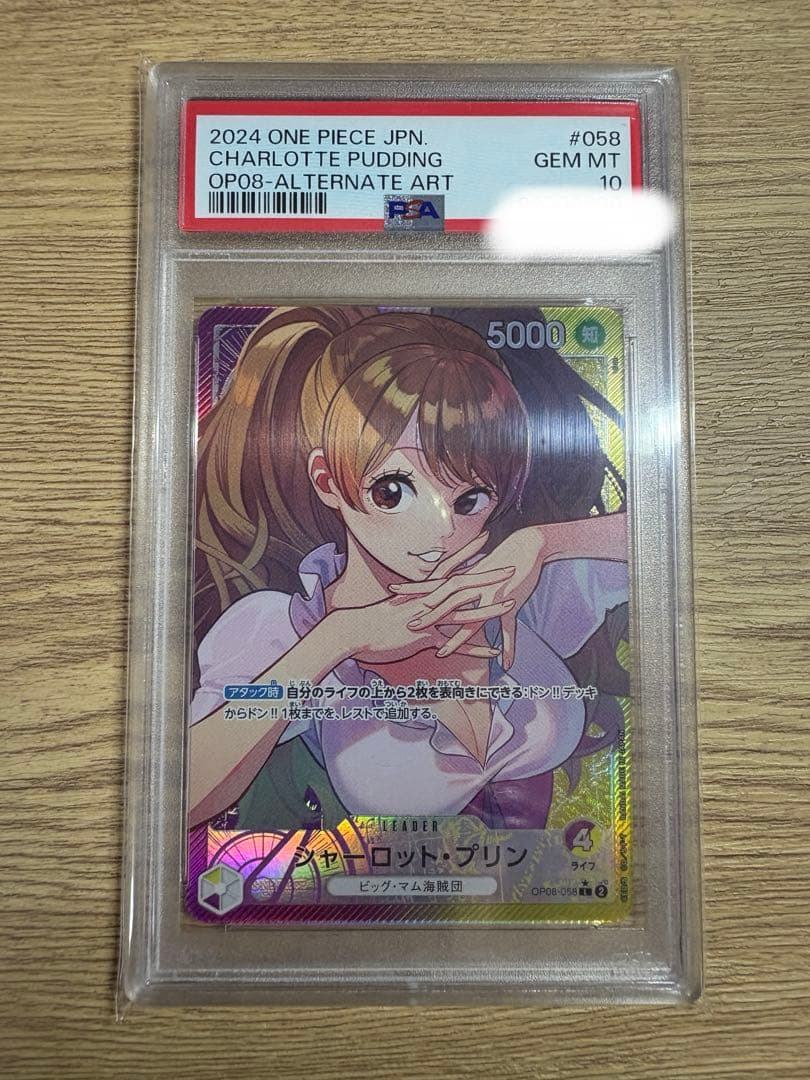 2024 ONE PIECE JPN.
#058
CHARLOTTE PUDDING
GEM MT
OP08-ALTERNATE ART
10
PSA
5000
知
アタック時 自分のライフの上から2枚を表向きにできる:ドン!!デッキ
からドン!!1枚までを、レストで追加する。
LEADER
シャーロット・プリン
4
ライフ
ビッグ・マム海賊団
OP08-058 L 2